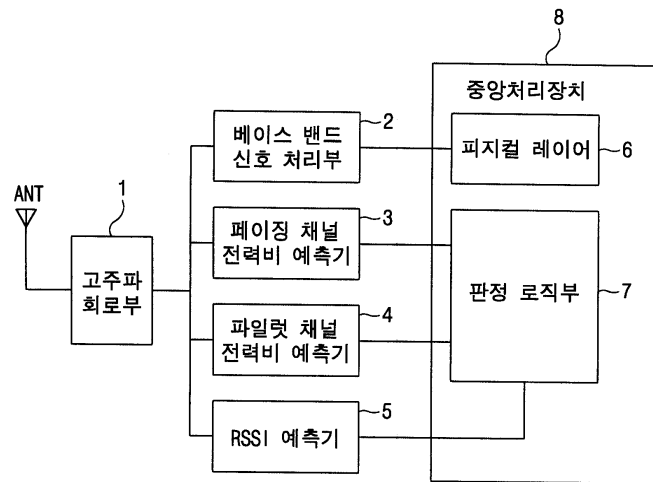 8
중앙처리장치
베이스 밴드
신호 처리부
2
피지컬 레이어
6
ANT
1
고주파
회로부
페이징 채널
전력비 예측기
3
판정 로직부
7
파일럿 채널
전력비 예측기
4
RSSI 예측기
5